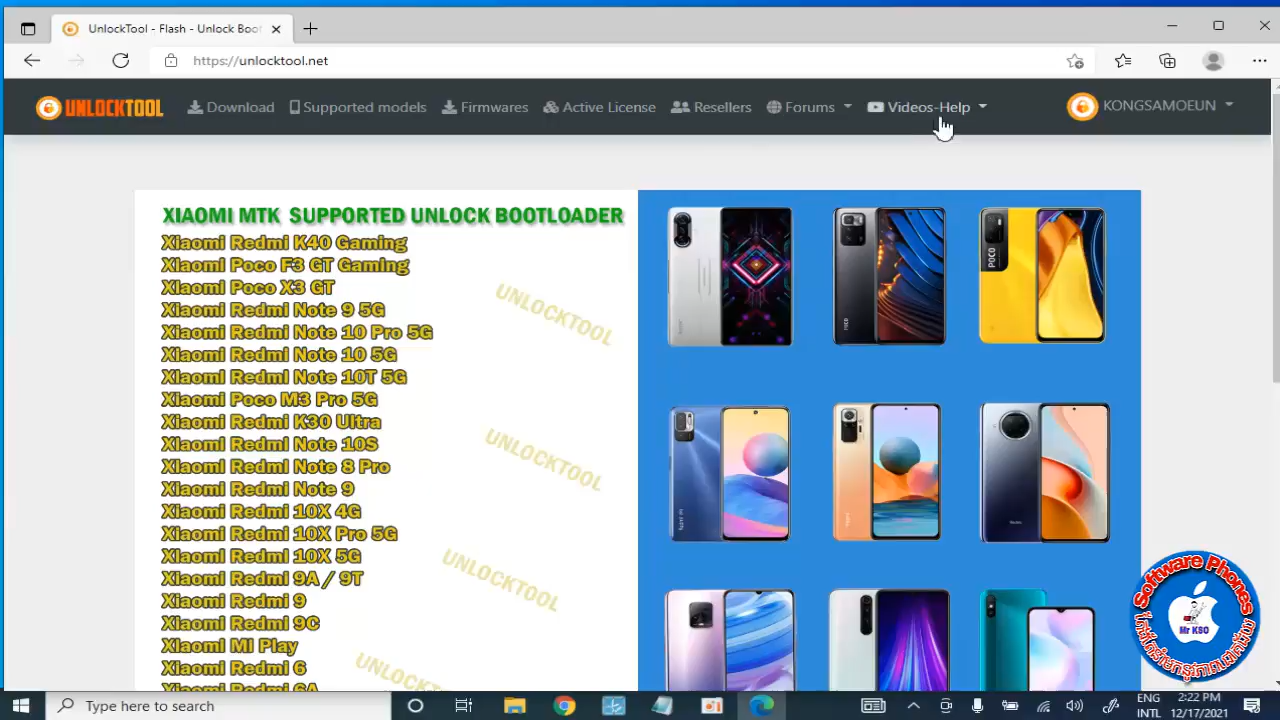 UnlockTool - Flash - Unlock Boot
https://unlocktool.net
UNLOCKTOOL
Download
Supported models
Firmwares
Active License
Resellers
Forums
Videos-Help
KONGSAMOEUN
XIAOMI MTK SUPPORTED UNLOCK BOOTLOADER
Xiaomi Redmi K40 Gaming
Xiaomi Poco F3 GT Gaming
Xiaomi Poco X3 GT
Xiaomi Redmi Note 9 5G
Xiaomi Redmi Note 10 Pro 5G
Xiaomi Redmi Note 10 5G
Xiaomi Redmi Note 10T 5G
Xiaomi Poco M3 Pro 5G
Xiaomi Redmi K30 Ultra
Xiaomi Redmi Note 10S
Xiaomi Redmi Note 8 Pro
Xiaomi Redmi Note 9
Xiaomi Redmi 10X 4G
Xiaomi Redmi 10X Pro 5G
Xiaomi Redmi 10X 5G
Xiaomi Redmi 9A / 9T
Xiaomi Redmi 9
Xiaomi Redmi 9C
Xiaomi Mi Play
Xiaomi Redmi 6
Xiaomi Redmi 6A
UNLOCKTOOL
UNLOCKTOOL
UNLOCKTOOL
UNLOCKTOOL
POCO
POCO
Software Phones
Mr KSO
Type here to search
ENG
INTL
2:22 PM
12/17/2021